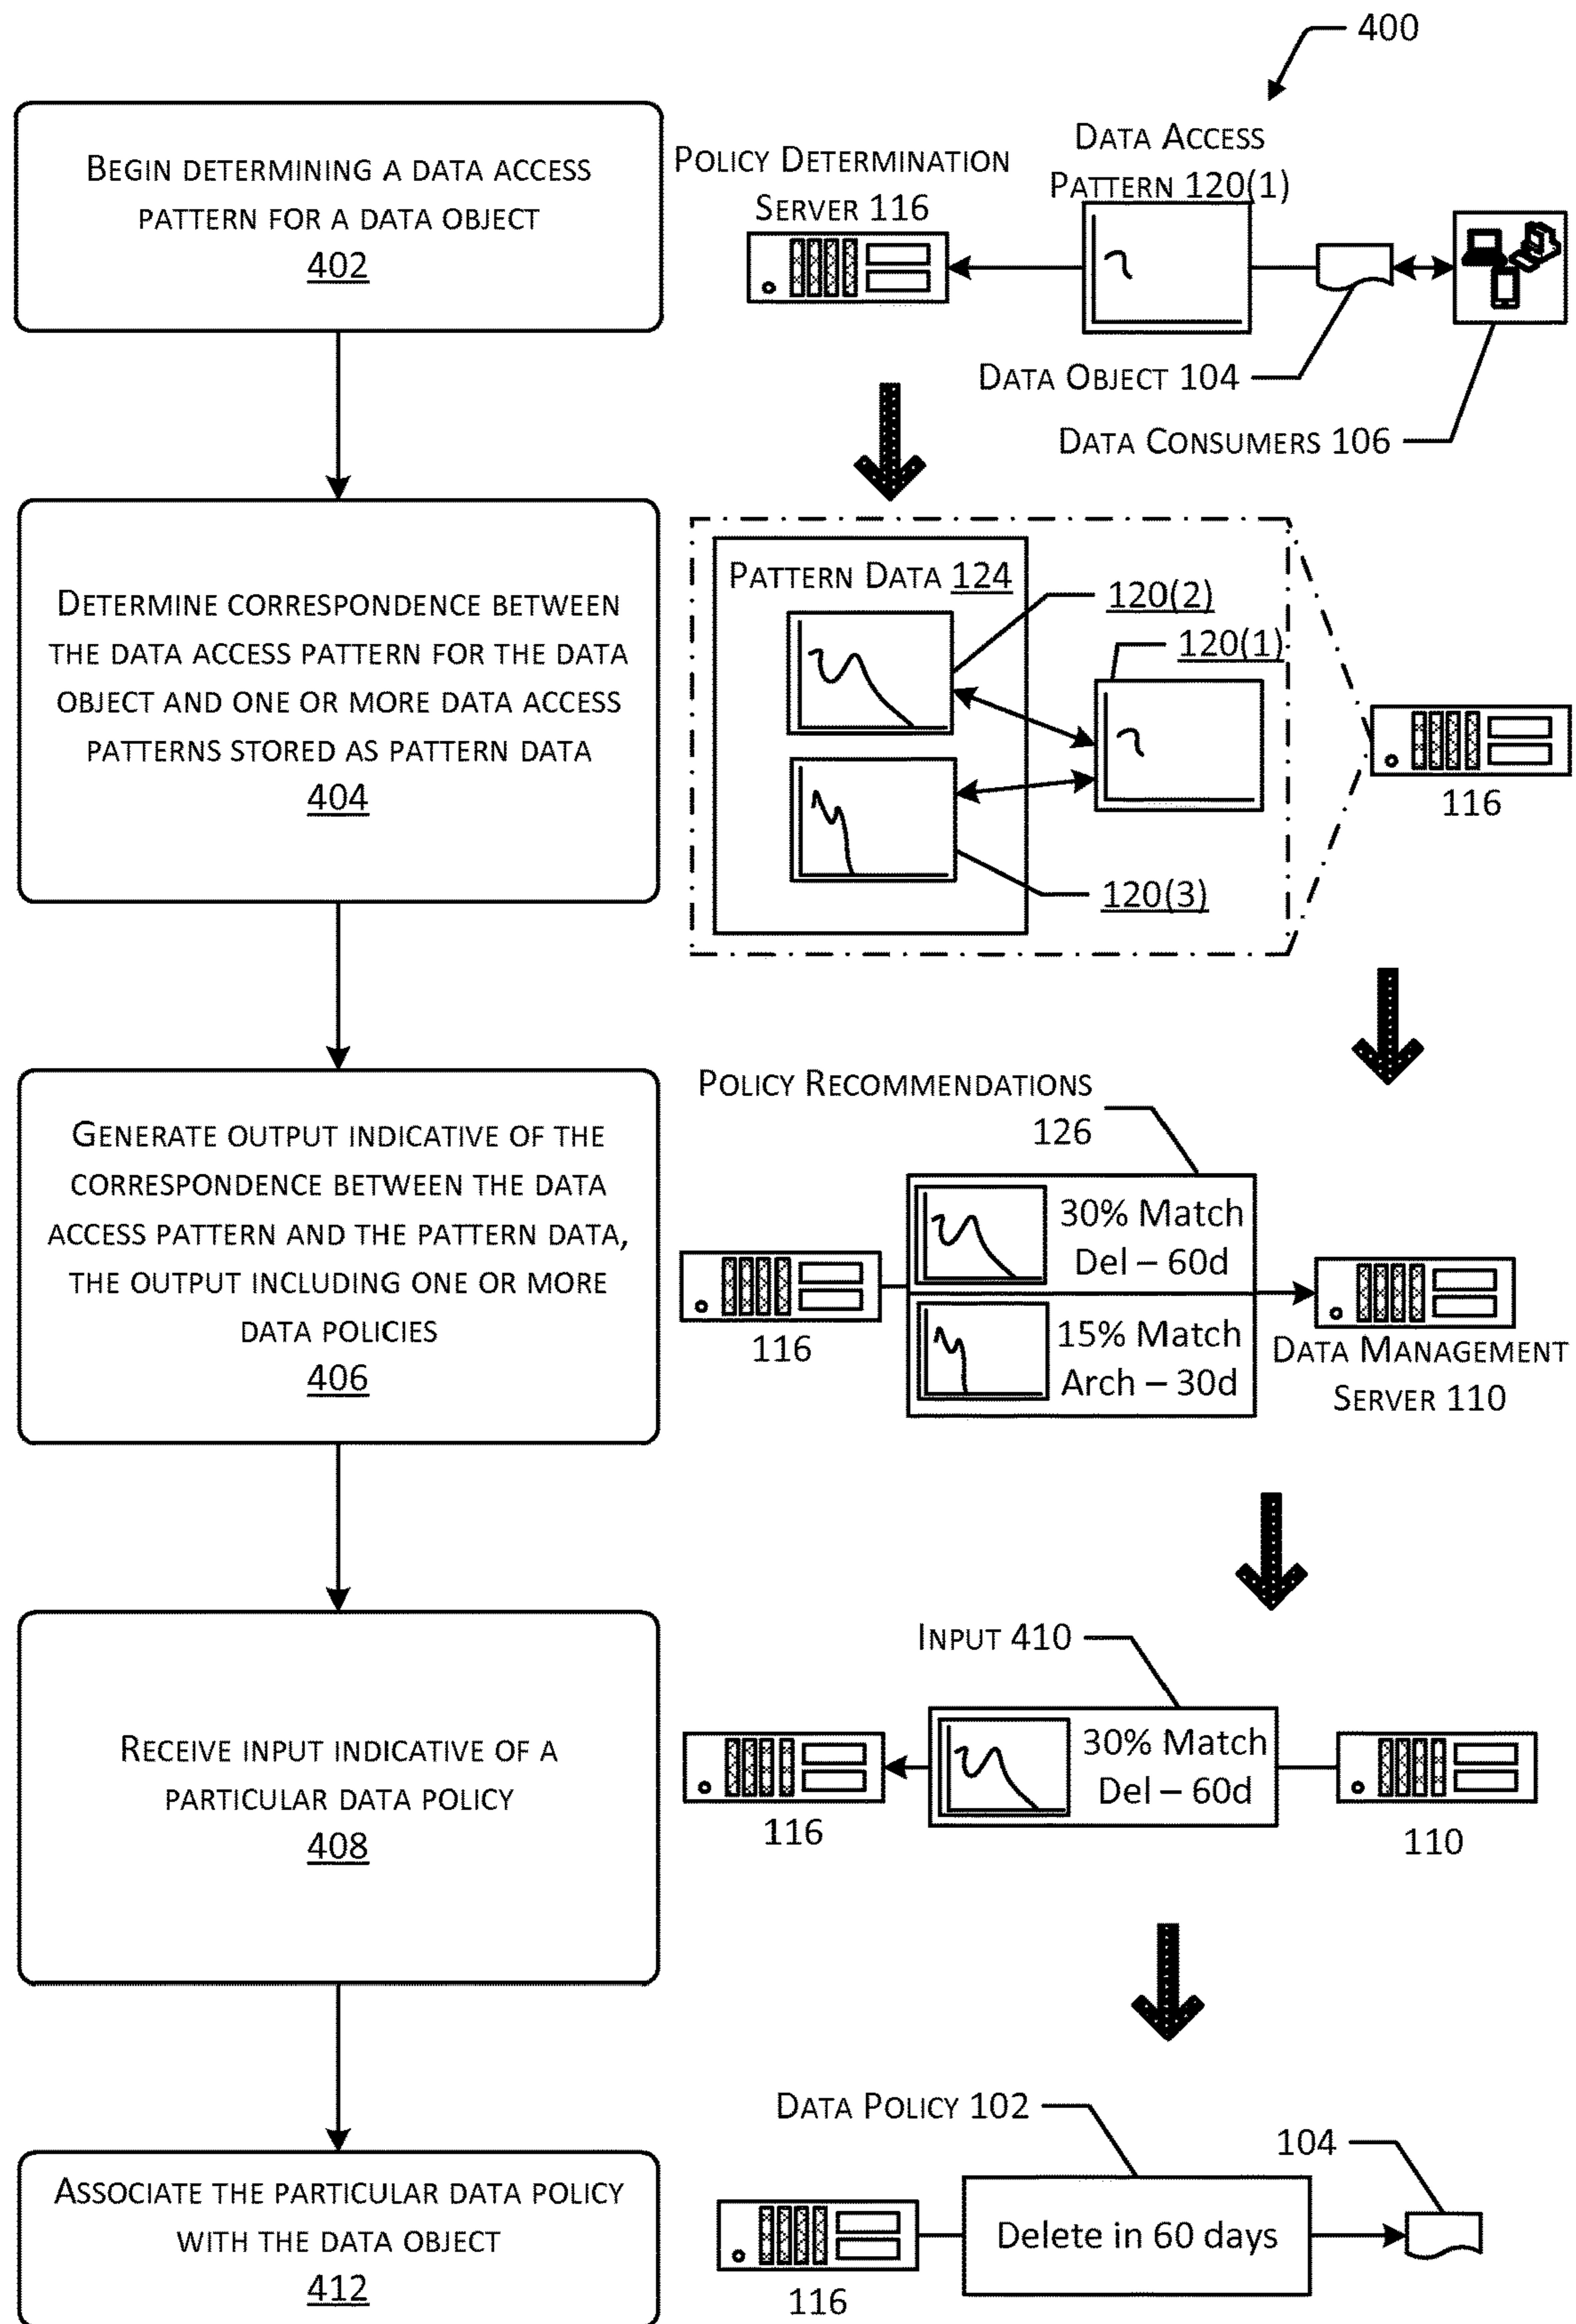 400
BEGIN DETERMINING A DATA ACCESS
PATTERN FOR A DATA OBJECT
402
POLICY DETERMINATION
SERVER 116
DATA ACCESS
PATTERN 120(1)
DATA OBJECT 104
DATA CONSUMERS 106
DETERMINE CORRESPONDENCE BETWEEN
THE DATA ACCESS PATTERN FOR THE DATA
OBJECT AND ONE OR MORE DATA ACCESS
PATTERNS STORED AS PATTERN DATA
404
PATTERN DATA 124
120(2)
120(1)
120(3)
116
GENERATE OUTPUT INDICATIVE OF THE
CORRESPONDENCE BETWEEN THE DATA
ACCESS PATTERN AND THE PATTERN DATA,
THE OUTPUT INCLUDING ONE OR MORE
DATA POLICIES
406
POLICY RECOMMENDATIONS
126
116
30% Match
Del – 60d
15% Match
Arch – 30d
DATA MANAGEMENT
SERVER 110
RECEIVE INPUT INDICATIVE OF A
PARTICULAR DATA POLICY
408
INPUT 410
116
30% Match
Del – 60d
110
ASSOCIATE THE PARTICULAR DATA POLICY
WITH THE DATA OBJECT
412
DATA POLICY 102
104
116
Delete in 60 days